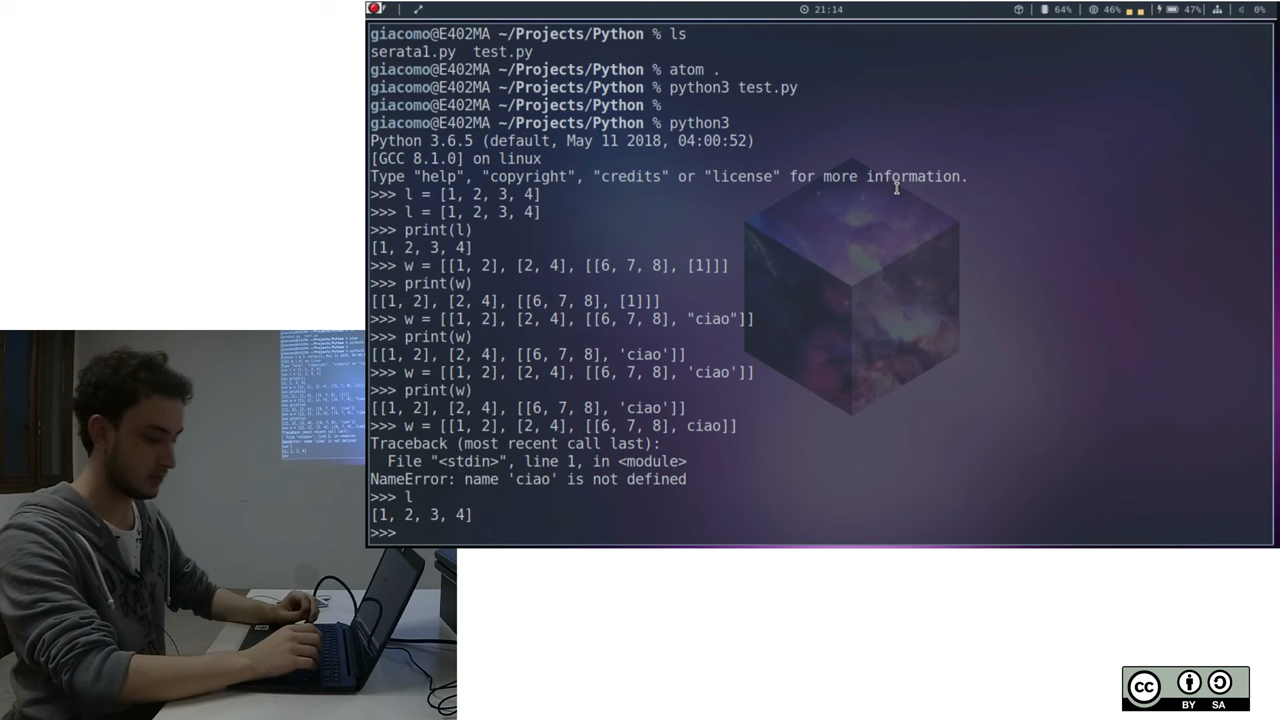 21:14 64% 46% 47% 0%
giacomo@E402MA ~/Projects/Python % ls
serata1.py  test.py
giacomo@E402MA ~/Projects/Python % atom .
giacomo@E402MA ~/Projects/Python % python3 test.py
giacomo@E402MA ~/Projects/Python %
giacomo@E402MA ~/Projects/Python % python3
Python 3.6.5 (default, May 11 2018, 04:00:52)
[GCC 8.1.0] on linux
Type "help", "copyright", "credits" or "license" for more information.
>>> l = [1, 2, 3, 4]
>>> l = [1, 2, 3, 4]
>>> print(l)
[1, 2, 3, 4]
>>> w = [[1, 2], [2, 4], [[6, 7, 8], [1]]]
>>> print(w)
[[1, 2], [2, 4], [[6, 7, 8], [1]]]
>>> w = [[1, 2], [2, 4], [[6, 7, 8], "ciao"]]
>>> print(w)
[[1, 2], [2, 4], [[6, 7, 8], 'ciao']]
>>> w = [[1, 2], [2, 4], [[6, 7, 8], 'ciao']]
>>> print(w)
[[1, 2], [2, 4], [[6, 7, 8], 'ciao']]
>>> w = [[1, 2], [2, 4], [[6, 7, 8], ciao]]
Traceback (most recent call last):
  File "<stdin>", line 1, in <module>
NameError: name 'ciao' is not defined
>>> l
[1, 2, 3, 4]
>>>
cc BY SA